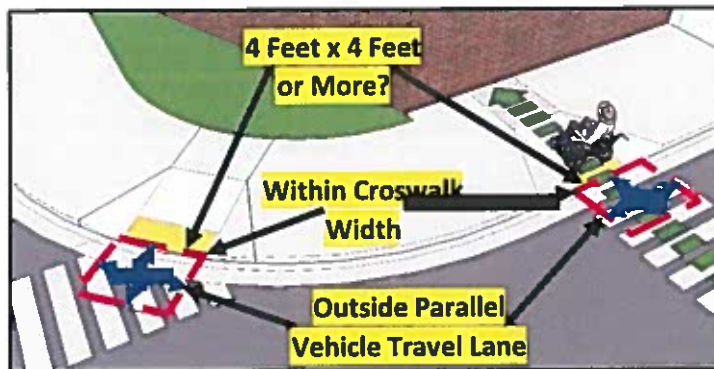 4 Feet x 4 Feet
or More?
Within Croswalk
Width
Outside Parallel
Vehicle Travel Lane